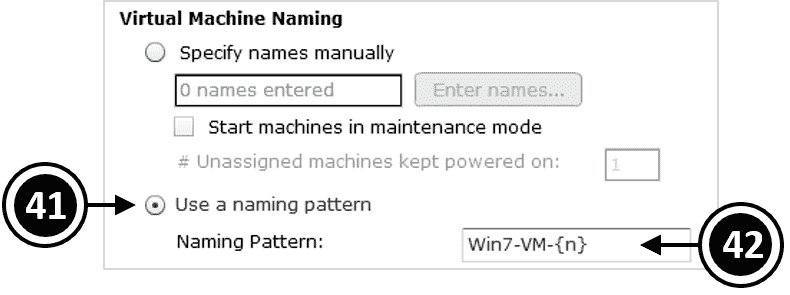 Virtual Machine Naming
Specify names manually
0 names entered Enter names...
Start machines in maintenance mode
# Unassigned machines kept powered on: 1
41 Use a naming pattern
Naming Pattern: Win7-VM-{n} 42